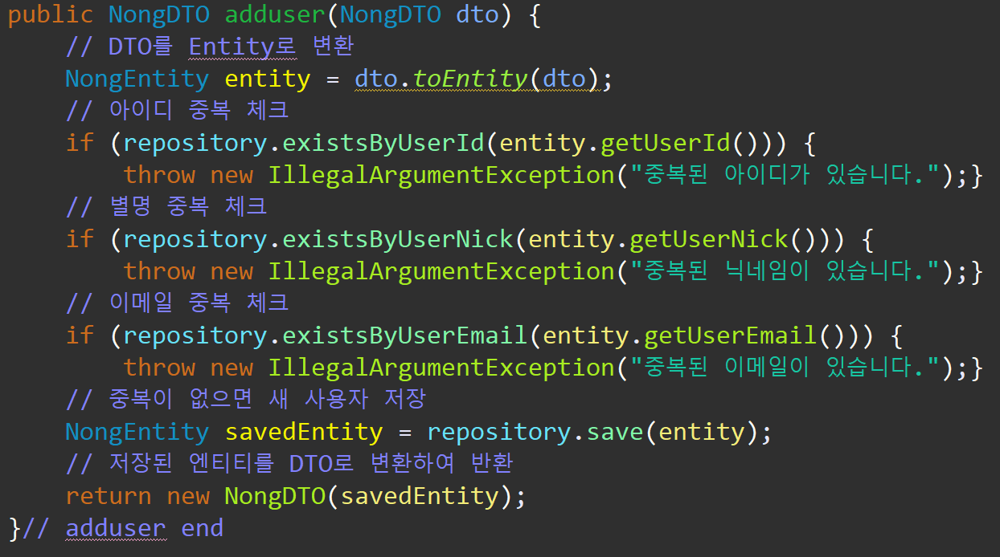 public NongDTO adduser(NongDTO dto) {
    // DTO를 Entity로 변환
    NongEntity entity = dto.toEntity(dto);
    // 아이디 중복 체크
    if (repository.existsByUserId(entity.getUserId())) {
        throw new IllegalArgumentException("중복된 아이디가 있습니다.");}
    // 별명 중복 체크
    if (repository.existsByUserNick(entity.getUserNick())) {
        throw new IllegalArgumentException("중복된 닉네임이 있습니다.");}
    // 이메일 중복 체크
    if (repository.existsByUserEmail(entity.getUserEmail())) {
        throw new IllegalArgumentException("중복된 이메일이 있습니다.");}
    // 중복이 없으면 새 사용자 저장
    NongEntity savedEntity = repository.save(entity);
    // 저장된 엔티티를 DTO로 변환하여 반환
    return new NongDTO(savedEntity);
}// adduser end